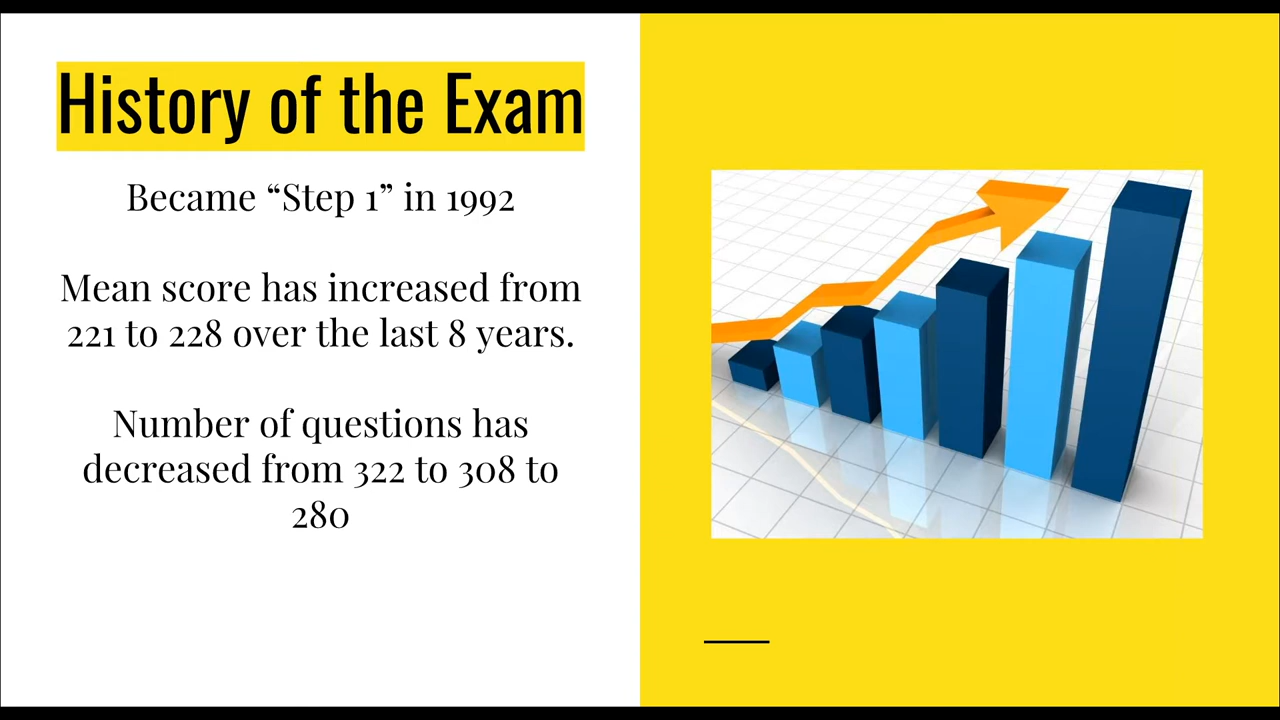 History of the Exam
Became “Step 1” in 1992
Mean score has increased from
221 to 228 over the last 8 years.
Number of questions has
decreased from 322 to 308 to
280